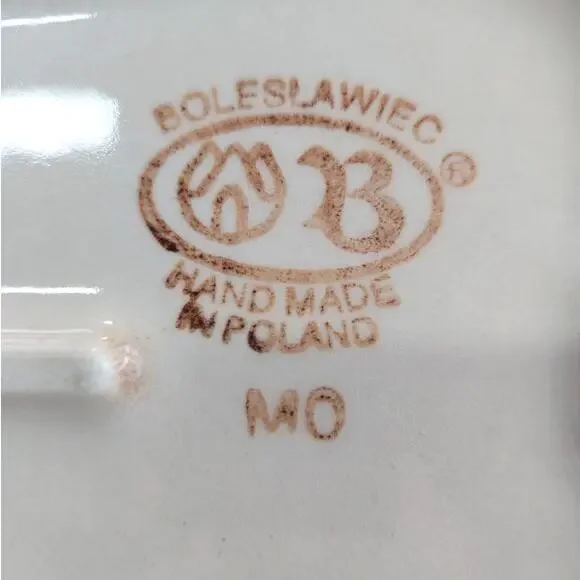 BOLESŁAWIEC
B ®
HAND MADE
IN POLAND
MO